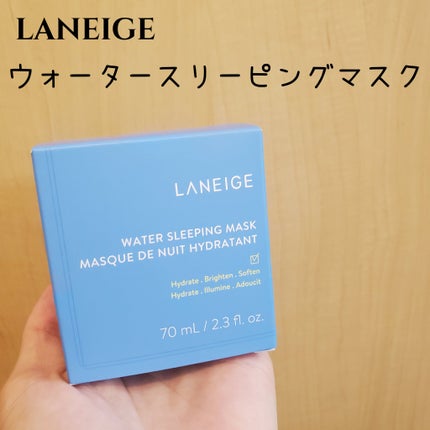 LANEIGE
ウォータースリーピングマスク
LANEIGE
WATER SLEEPING MASK
MASQUE DE NUIT HYDRATANT
Hydrate . Brighten . Soften
Hydrate . Illumine . Adoucit
70 mL / 2.3 fl. oz.